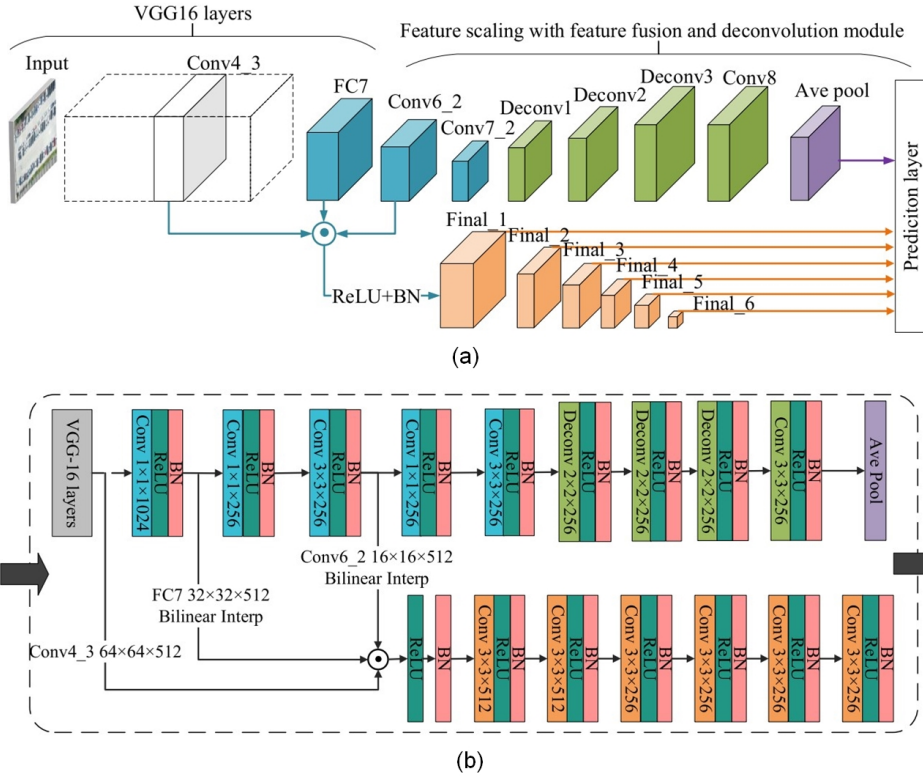 VGG16 layers
Feature scaling with feature fusion and deconvolution module
Input
Conv4_3
FC7
Conv6_2
Conv7_2
Deconv1
Deconv2
Deconv3
Conv8
Ave pool
Prediciton layer
Final_1
Final_2
Final_3
Final_4
Final_5
Final_6
ReLU+BN
(a)
VGG-16 layers
Conv 1×1×1024
ReLU
BN
Conv 1×1×256
ReLU
BN
Conv 3×3×256
ReLU
BN
Conv 1×1×256
ReLU
BN
Conv 3×3×256
ReLU
BN
Deconv 2×2×256
ReLU
BN
Deconv 2×2×256
ReLU
BN
Deconv 2×2×256
ReLU
BN
Conv 3×3×256
ReLU
BN
Ave Pool
Conv6_2 16×16×512
Bilinear Interp
FC7 32×32×512
Bilinear Interp
Conv4_3 64×64×512
ReLU
BN
Conv 3×3×512
ReLU
BN
Conv 3×3×512
ReLU
BN
Conv 3×3×256
ReLU
BN
Conv 3×3×256
ReLU
BN
Conv 3×3×256
ReLU
BN
Conv 3×3×256
ReLU
BN
(b)